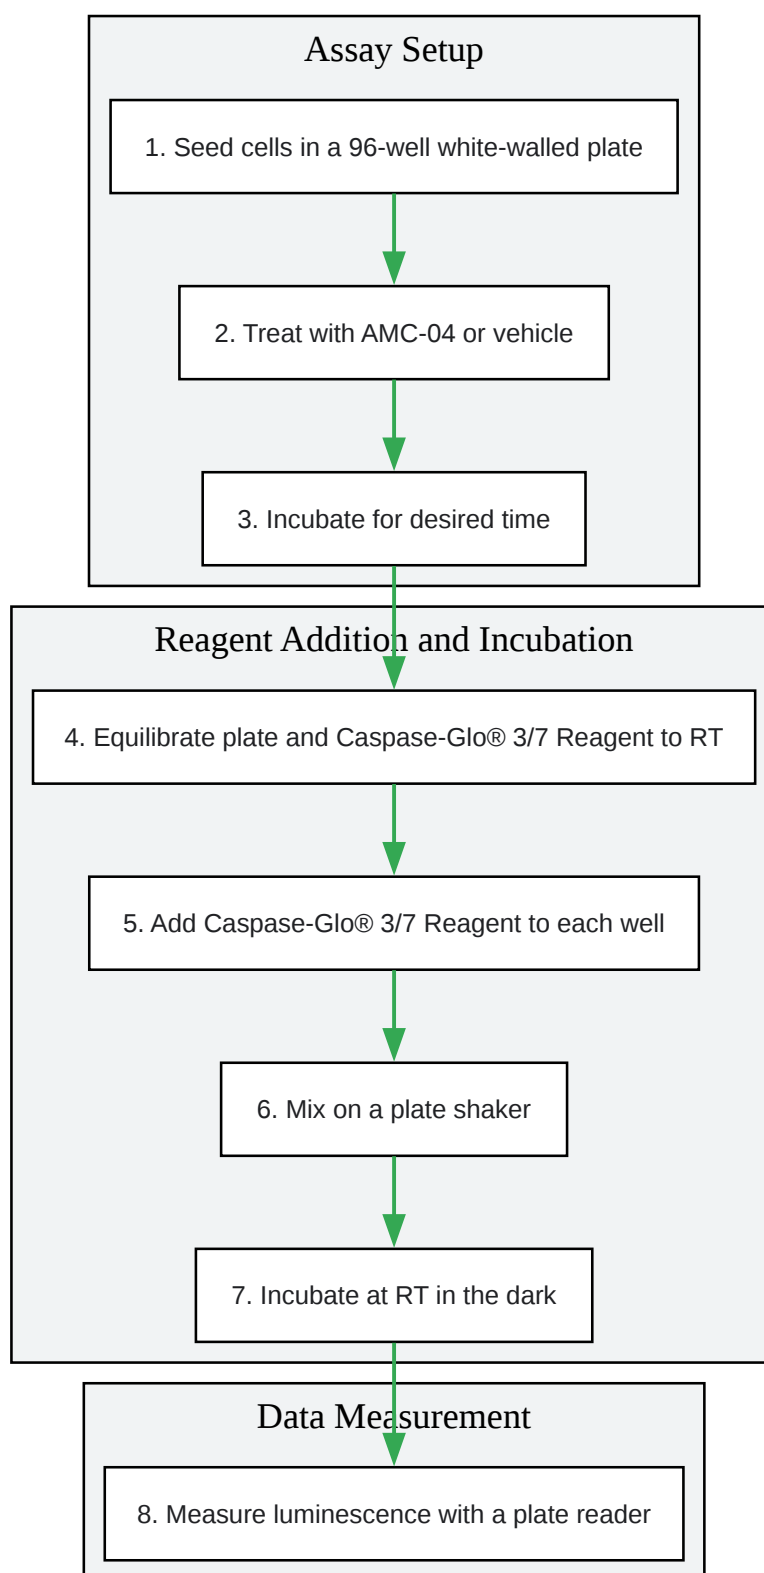 Assay Setup
1. Seed cells in a 96-well white-walled plate
2. Treat with AMC-04 or vehicle
3. Incubate for desired time
Reagent Addition and Incubation
4. Equilibrate plate and Caspase-Glo® 3/7 Reagent to RT
5. Add Caspase-Glo® 3/7 Reagent to each well
6. Mix on a plate shaker
7. Incubate at RT in the dark
Data Measurement
8. Measure luminescence with a plate reader